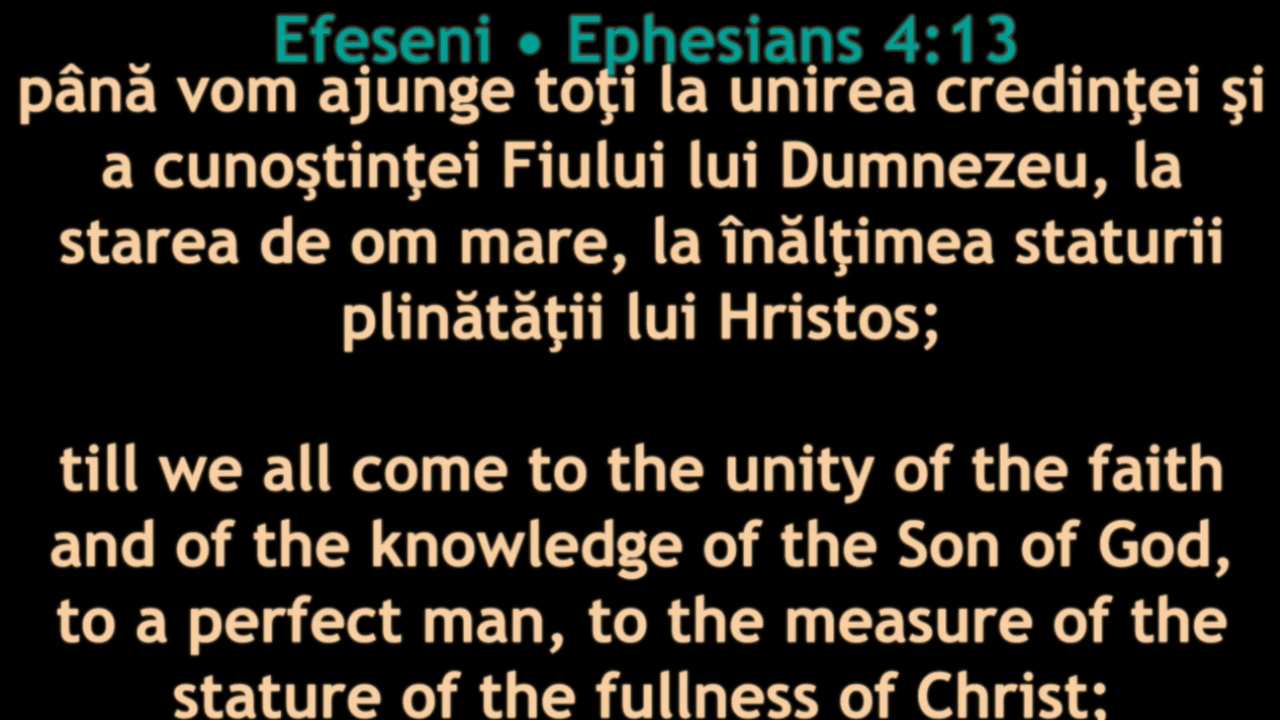 Efeseni • Ephesians 4:13
până vom ajunge toţi la unirea credinţei şi
a cunoştinţei Fiului lui Dumnezeu, la
starea de om mare, la înălţimea staturii
plinătăţii lui Hristos;
till we all come to the unity of the faith
and of the knowledge of the Son of God,
to a perfect man, to the measure of the
stature of the fullness of Christ;